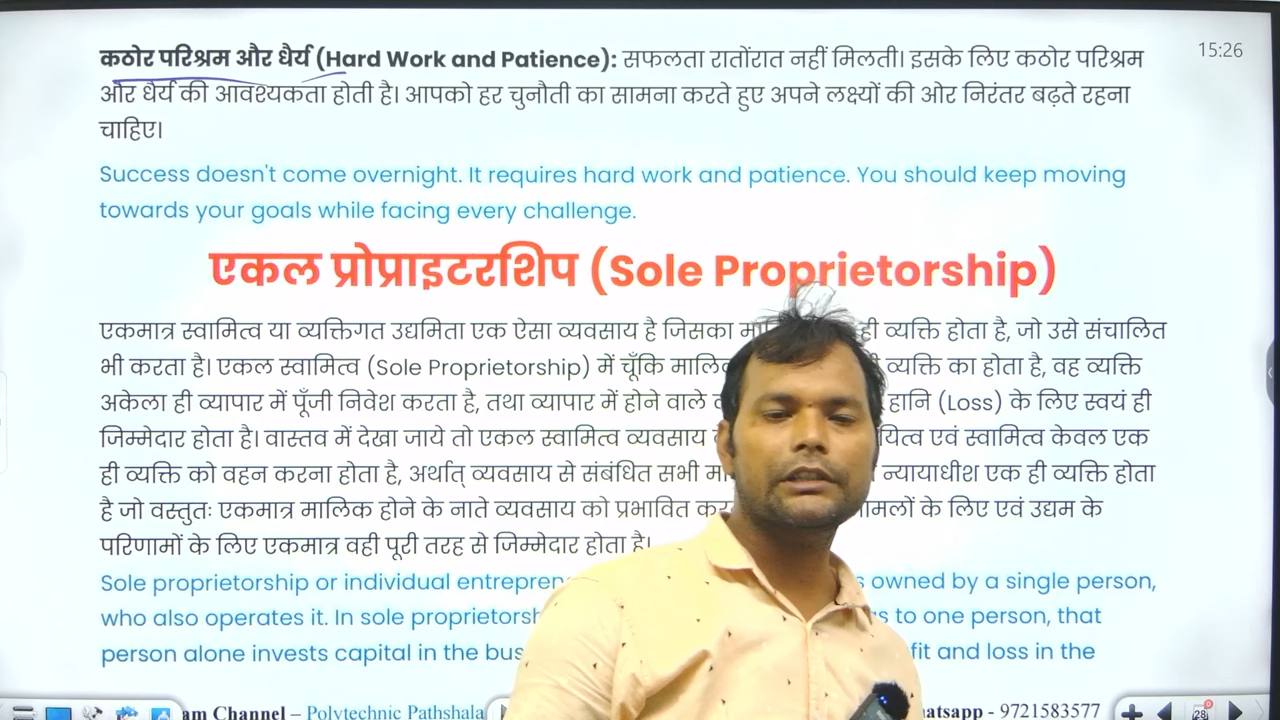 कठोर परिश्रम और धैर्य (Hard Work and Patience): सफलता रातोंरात नहीं मिलती। इसके लिए कठोर परिश्रम
15:26
और धैर्य की आवश्यकता होती है। आपको हर चुनौती का सामना करते हुए अपने लक्ष्यों की ओर निरंतर बढ़ते रहना
चाहिए।
Success doesn't come overnight. It requires hard work and patience. You should keep moving
towards your goals while facing every challenge.
एकल प्रोप्राइटरशिप (Sole Proprietorship)
एकमात्र स्वामित्व या व्यक्तिगत उद्यमिता एक ऐसा व्यवसाय है जिसका ही व्यक्ति होता है, जो उसे संचालित
भी करता है। एकल स्वामित्व (Sole Proprietorship) में चूँकि व्यक्ति का होता है, वह व्यक्ति
अकेला ही व्यापार में पूँजी निवेश करता है, तथा व्यापार में होने वाले हानि (Loss) के लिए स्वयं ही
जिम्मेदार होता है। वास्तव में देखा जाये तो एकल स्वामित्व व्यवसाय एवं स्वामित्व केवल एक
ही व्यक्ति को वहन करना होता है, अर्थात् व्यवसाय से संबंधित सभी न्यायाधीश एक ही व्यक्ति होता
है जो वस्तुतः एकमात्र मालिक होने के नाते व्यवसाय को प्रभावित के लिए एवं उद्यम के
परिणामों के लिए एकमात्र वही पूरी तरह से जिम्मेदार होता है।
Sole proprietorship or individual owned by a single person,
who also operates it. In sole to one person, that
person alone invests capital in the and loss in the
Channel – Polytechnic Pathshala - 9721583577
28